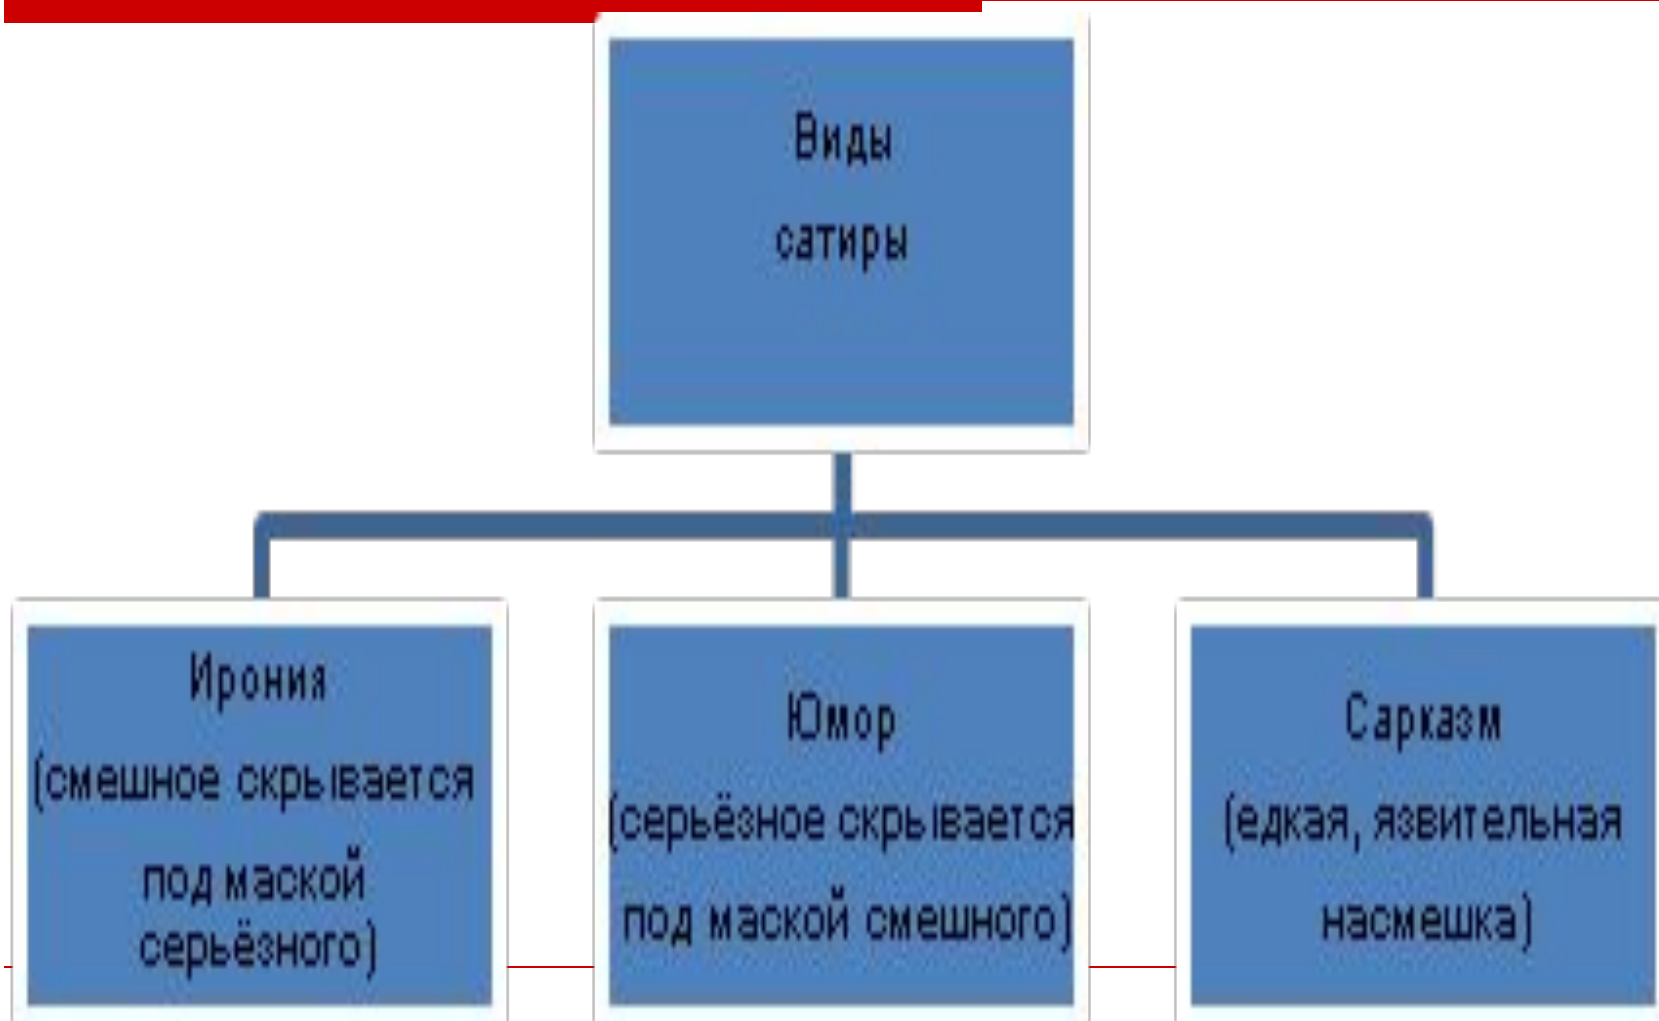 Виды
сатиры
Ирония
(смешное скрывается
под маской
серьёзного)
Юмор
(серьёзное скрывается
под маской смешного)
Сарказм
(едкая, язвительная
насмешка)